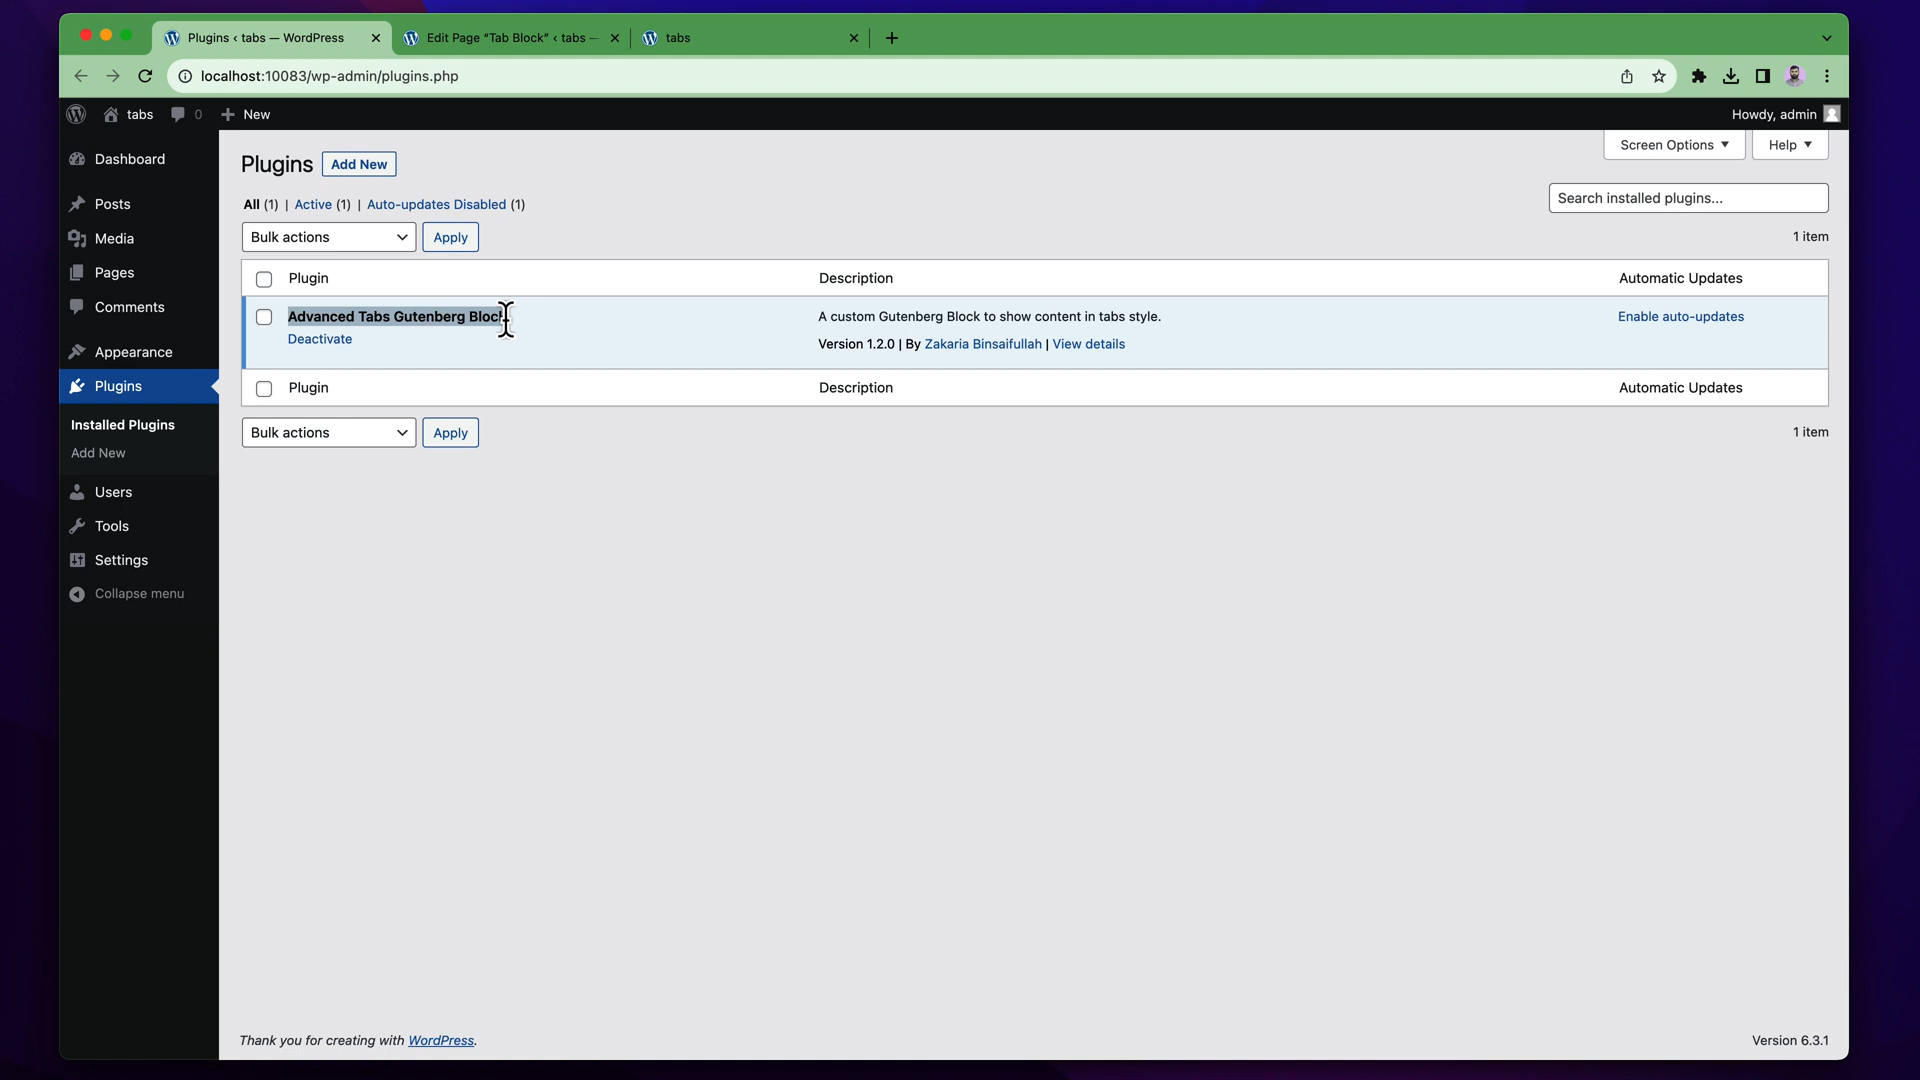 Plugins ‹ tabs — WordPress
Edit Page “Tab Block” ‹ tabs —
tabs
localhost:10083/wp-admin/plugins.php
tabs
0
New
Howdy, admin
Dashboard
Posts
Media
Pages
Comments
Appearance
Plugins
Installed Plugins
Add New
Users
Tools
Settings
Collapse menu
Screen Options
Help
Plugins
Add New
All (1) | Active (1) | Auto-updates Disabled (1)
Search installed plugins...
Bulk actions
Apply
1 item
Plugin Description Automatic Updates
Advanced Tabs Gutenberg Block
Deactivate
A custom Gutenberg Block to show content in tabs style.
Version 1.2.0 | By Zakaria Binsaifullah | View details
Enable auto-updates
Plugin Description Automatic Updates
Bulk actions
Apply
1 item
Thank you for creating with WordPress.
Version 6.3.1